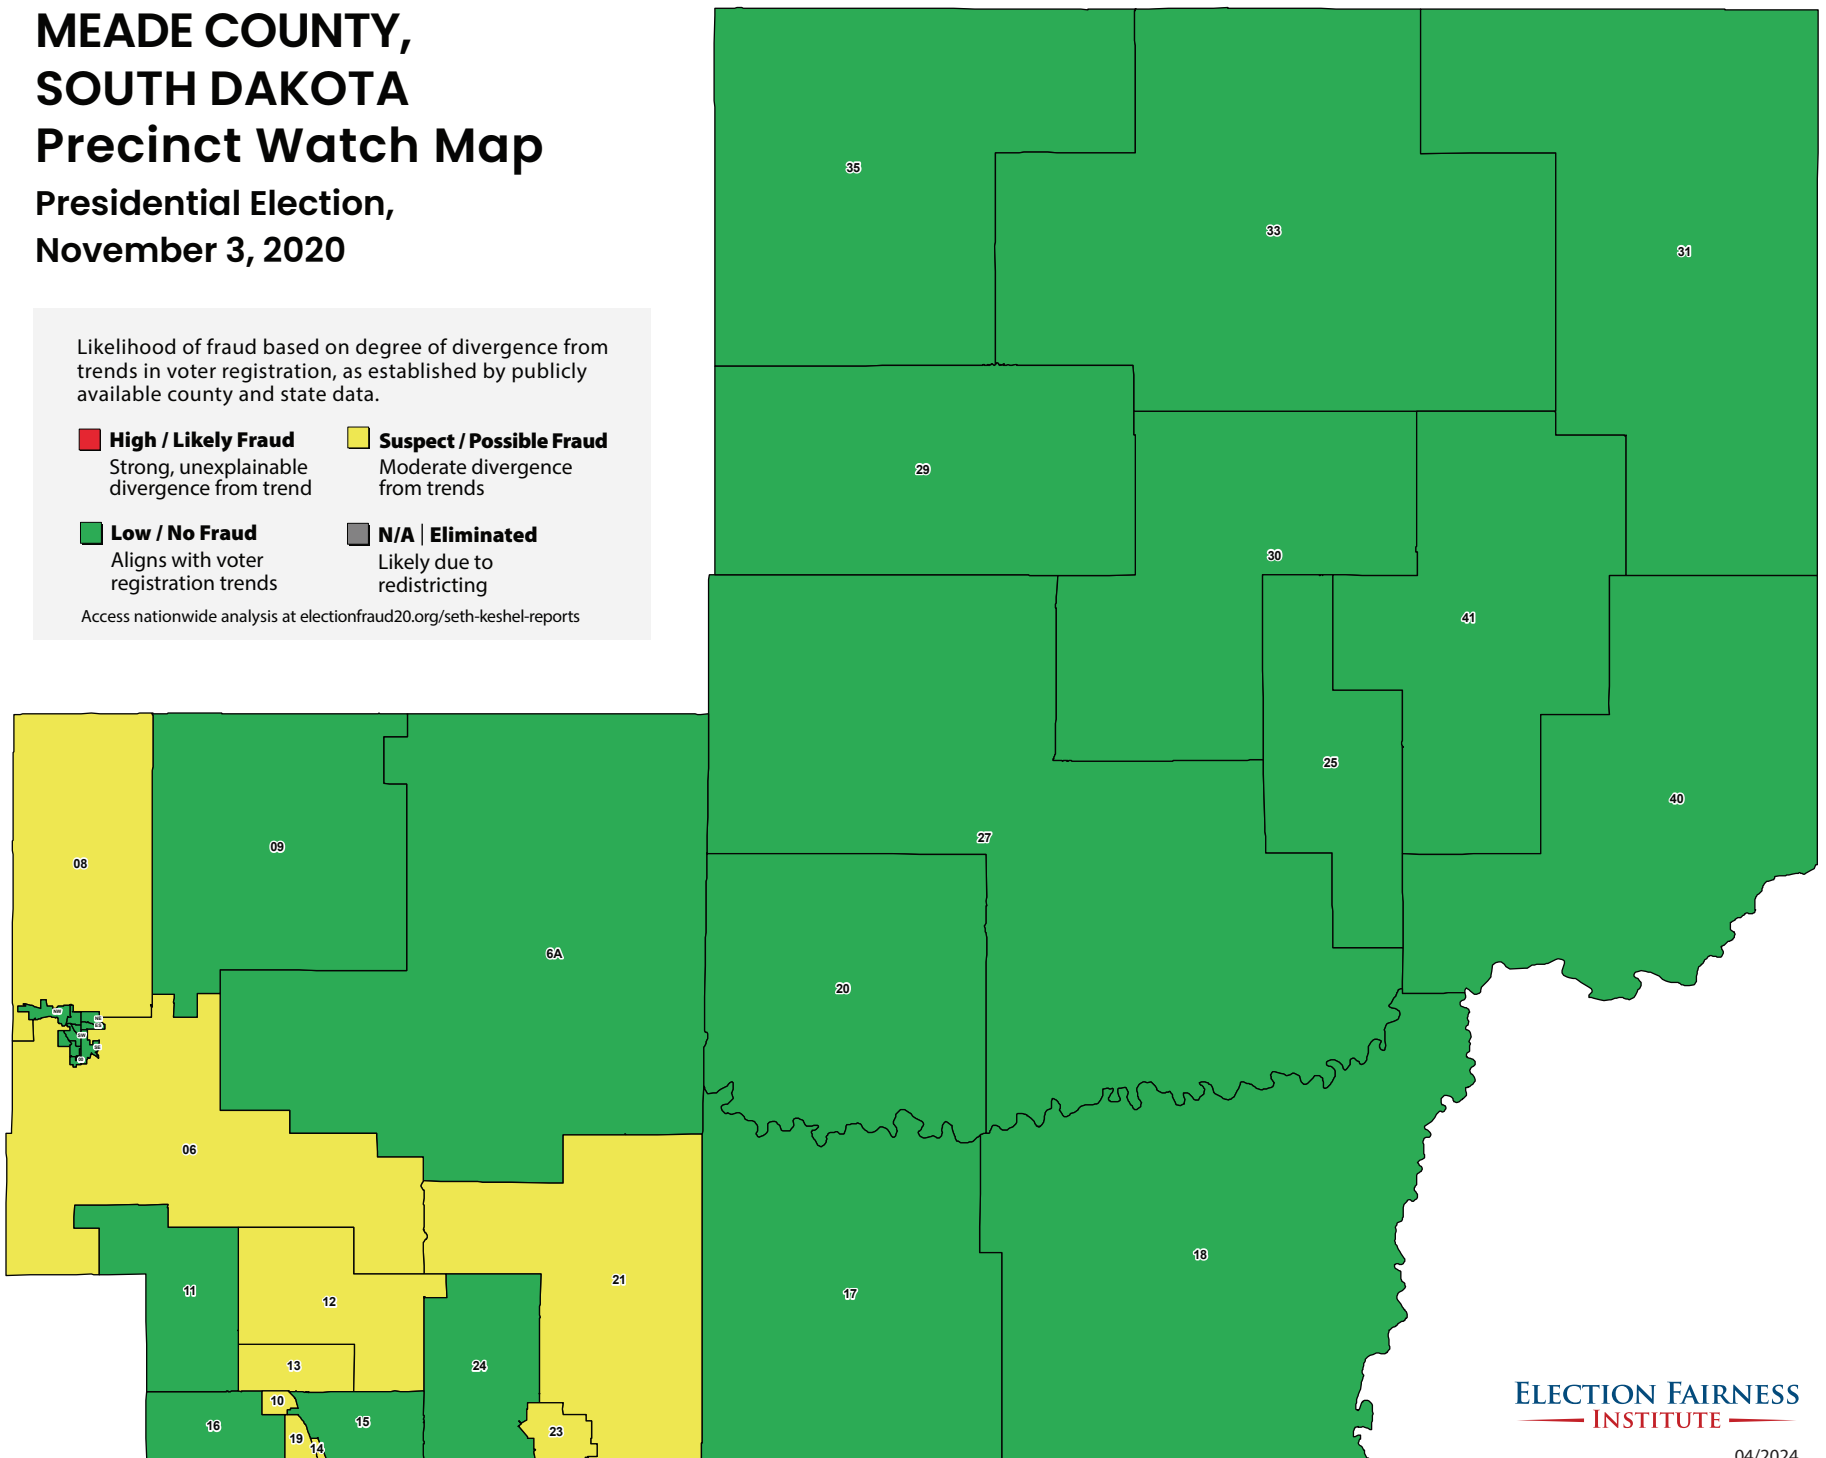 MEADE COUNTY,
SOUTH DAKOTA
Precinct Watch Map
Presidential Election,
November 3, 2020
Likelihood of fraud based on degree of divergence from
trends in voter registration, as established by publicly
available county and state data.
High / Likely Fraud
Strong, unexplainable
divergence from trend
Suspect / Possible Fraud
Moderate divergence
from trends
Low / No Fraud
Aligns with voter
registration trends
N/A | Eliminated
Likely due to
redistricting
Access nationwide analysis at electionfraud20.org/seth-keshel-reports
35
33
31
29
30
41
25
40
27
08
09
6A
20
NW
NE
SW
SE
06
18
21
11
17
12
13
24
10
16
15
23
19
14
ELECTION FAIRNESS
INSTITUTE
04/2024